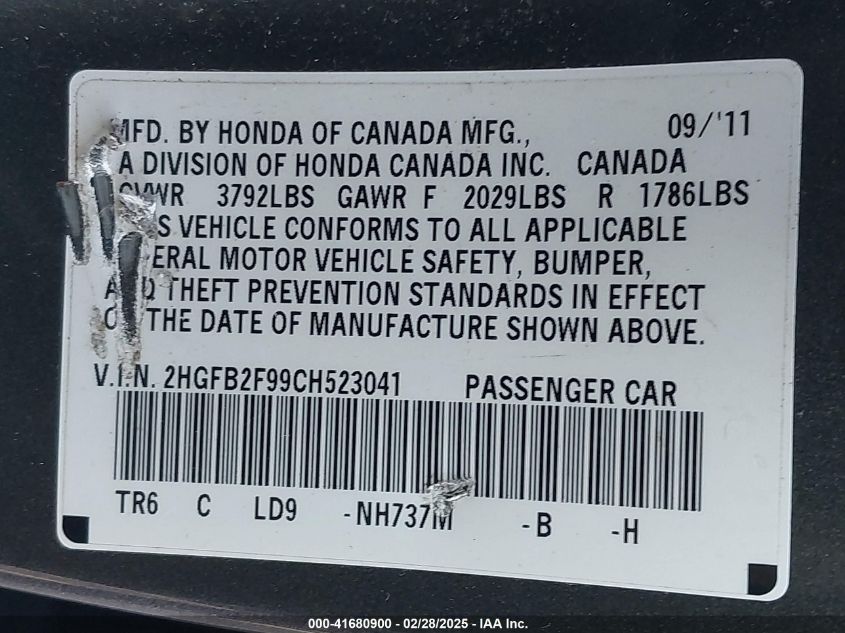 MFD. BY HONDA OF CANADA MFG., 09/'11
A DIVISION OF HONDA CANADA INC. CANADA
GVWR 3792LBS GAWR F 2029LBS R 1786LBS
VEHICLE CONFORMS TO ALL APPLICABLE
MOTOR VEHICLE SAFETY, BUMPER,
AND THEFT PREVENTION STANDARDS IN EFFECT
THE DATE OF MANUFACTURE SHOWN ABOVE.
V.I.N. 2HGFB2F99CH523041 PASSENGER CAR
TR6 C LD9 -NH737M -B -H
000-41680900 - 02/28/2025 - IAA Inc.